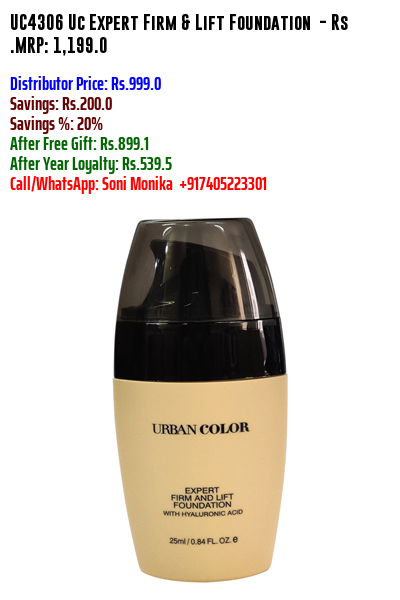 UC4306 Uc Expert Firm & Lift Foundation - Rs
.MRP: 1,199.0
Distributor Price: Rs.999.0
Savings: Rs.200.0
Savings %: 20%
After Free Gift: Rs.899.1
After Year Loyalty: Rs.539.5
Call/WhatsApp: Soni Monika +917405223301
URBAN COLOR
EXPERT
FIRM AND LIFT
FOUNDATION
WITH HYALURONIC ACID
25ml / 0.84 FL. OZ. e